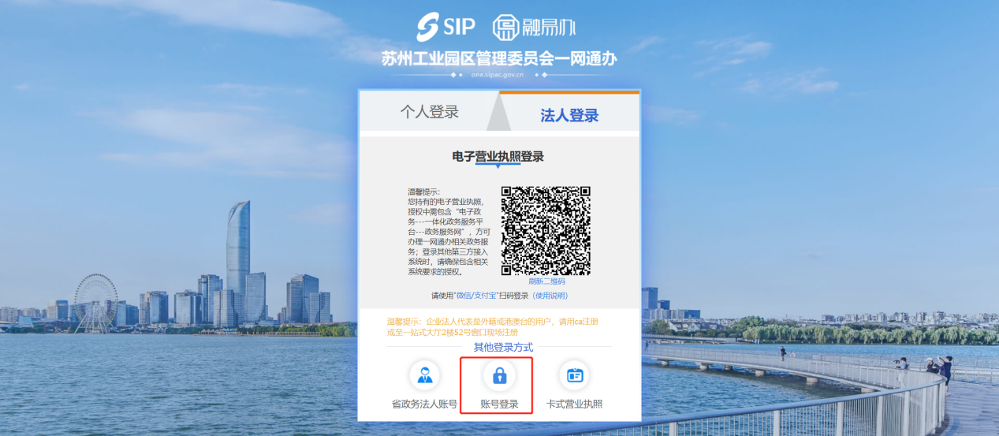 SIP 融易办
苏州工业园区管理委员会一网通办
one.sipac.gov.cn
个人登录
法人登录
电子营业执照登录
温馨提示：
您持有的电子营业执照，
授权中需包含“电子政
务---一体化政务服务平
台---政务服务网”，方可
办理一网通办相关政务服
务；登录其他第三方接入
系统时，请确保包含相关
系统要求的授权。
刷新二维码
请使用"微信/支付宝"扫码登录（使用说明）
温馨提示：企业法人代表是外籍或港澳台的用户，请用ca注册
或至一站式大厅2楼52号窗口现场注册
其他登录方式
省政务法人账号
账号登录
卡式营业执照